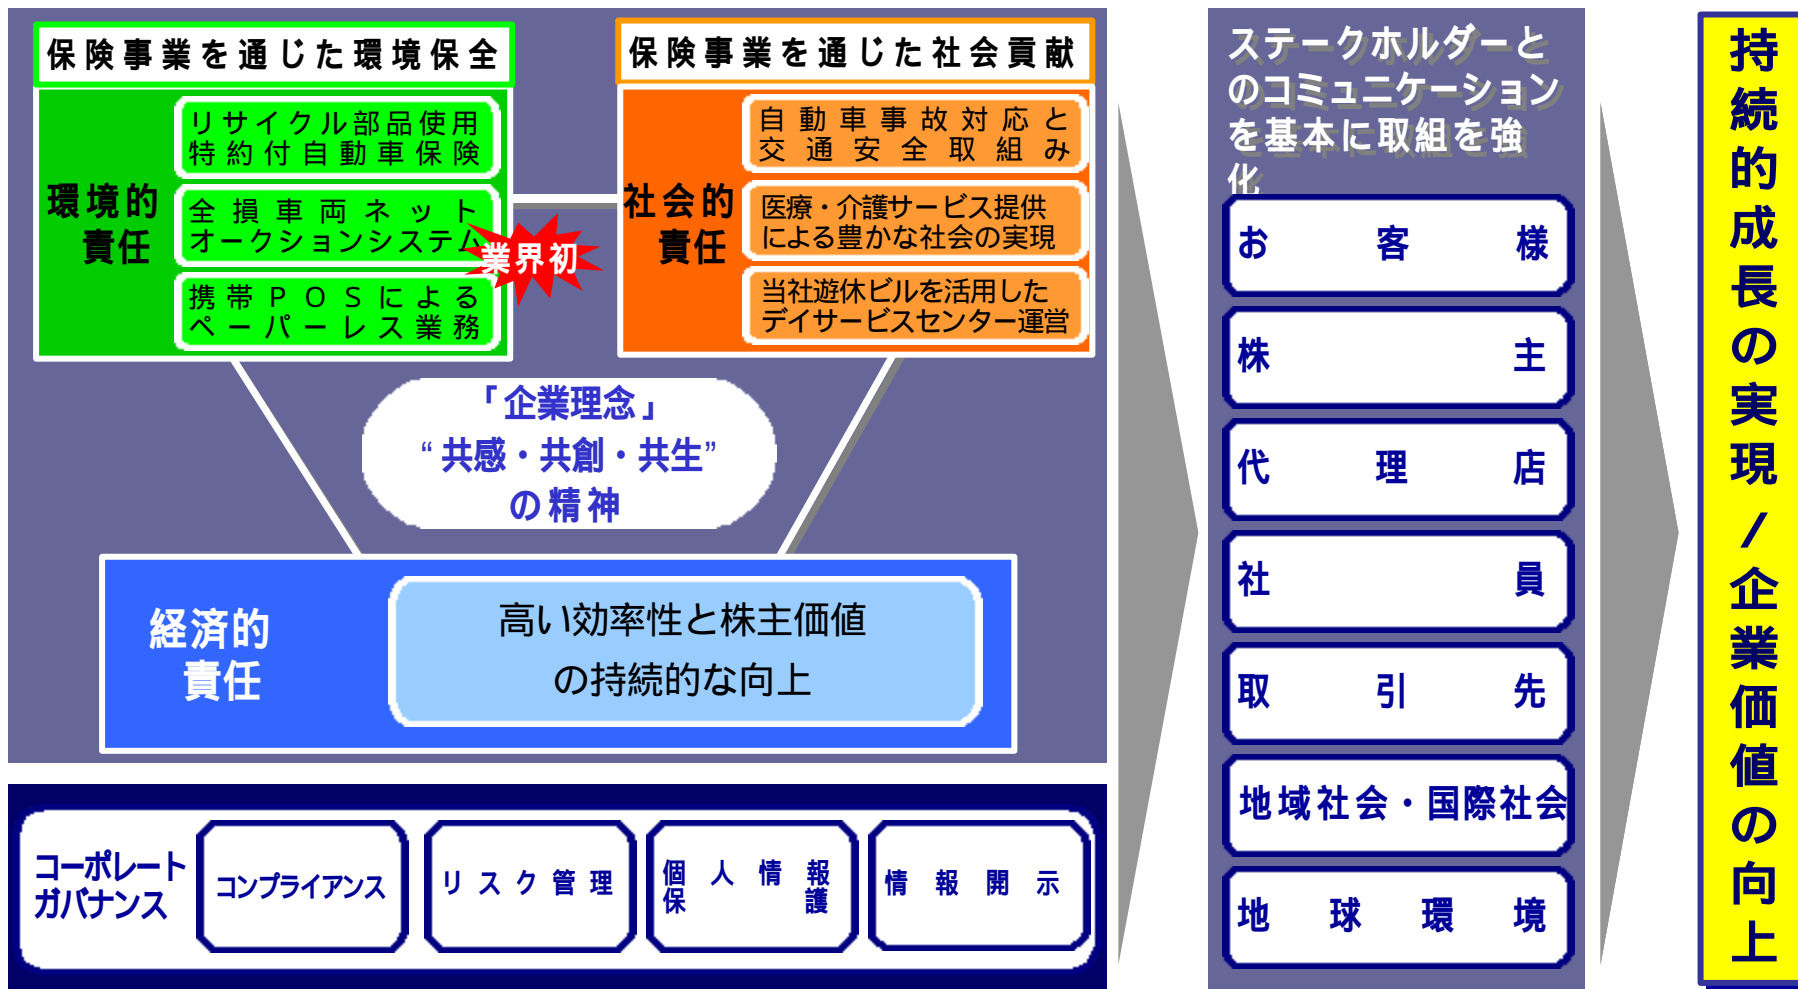 保険事業を通じた環境保全
環境的
責任
リサイクル部品使用
特約付自動車保険
全損車両ネット
オークションシステム
業界初
携帯ＰＯＳによる
ペーパーレス業務
保険事業を通じた社会貢献
社会的
責任
自動車事故対応と
交通安全取組み
医療・介護サービス提供
による豊かな社会の実現
当社遊休ビルを活用した
デイサービスセンター運営
「企業理念」
“共感・共創・共生”
の精神
経済的
責任
高い効率性と株主価値
の持続的な向上
コーポレート
ガバナンス
コンプライアンス
リスク管理
個人情報
保護
情報開示
ステークホルダーと
のコミュニケーション
を基本に取組を強
化
お客様
株主
代理店
社員
取引先
地域社会・国際社会
地球環境
持続的成長の実現/企業価値の向上